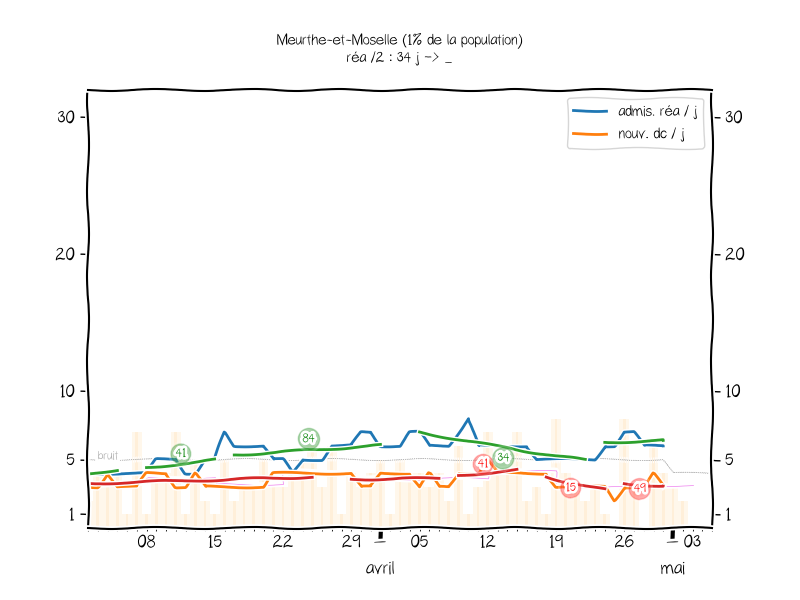 Meurthe-et-Moselle (1% de la population)
réa /2 : 34 j -> _
admis. réa / j
nouv. dc / j
30 30
20 20
10 10
5 5
1 1
bruit
41 84 41 34 15 49
08 15 22 29 05 12 19 26 03
avril mai